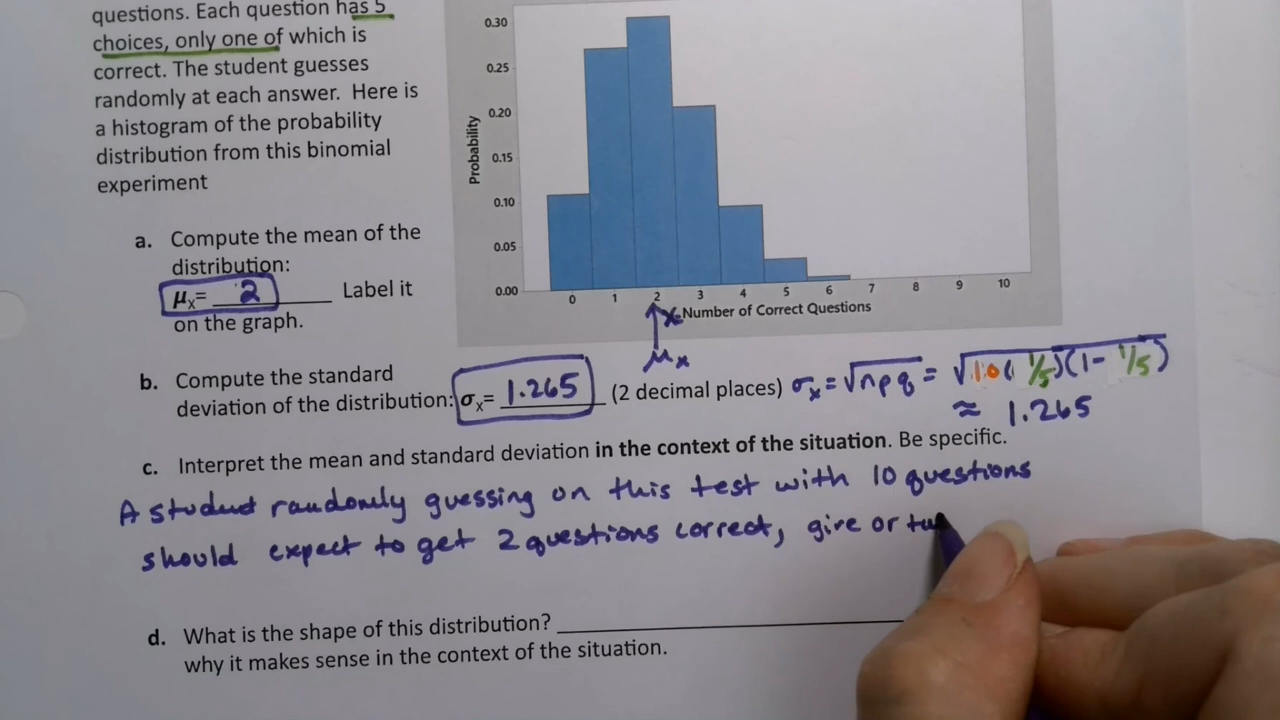 questions. Each question has 5
choices, only one of which is
correct. The student guesses
randomly at each answer. Here is
a histogram of the probability
distribution from this binomial
experiment
0.30
0.25
0.20
0.15
0.10
0.05
0.00
Probability
0 1 2 3 4 5 6 7 8 9 10
X-Number of Correct Questions
μx
a. Compute the mean of the
distribution:
μx= 2 Label it
on the graph.
b. Compute the standard
deviation of the distribution: σx= 1.265 (2 decimal places) σx = √npq = √10(1/5)(1-1/5)
≈ 1.265
c. Interpret the mean and standard deviation in the context of the situation. Be specific.
A student randomly guessing on this test with 10 questions
should expect to get 2 questions correct, give or
d. What is the shape of this distribution?
why it makes sense in the context of the situation.